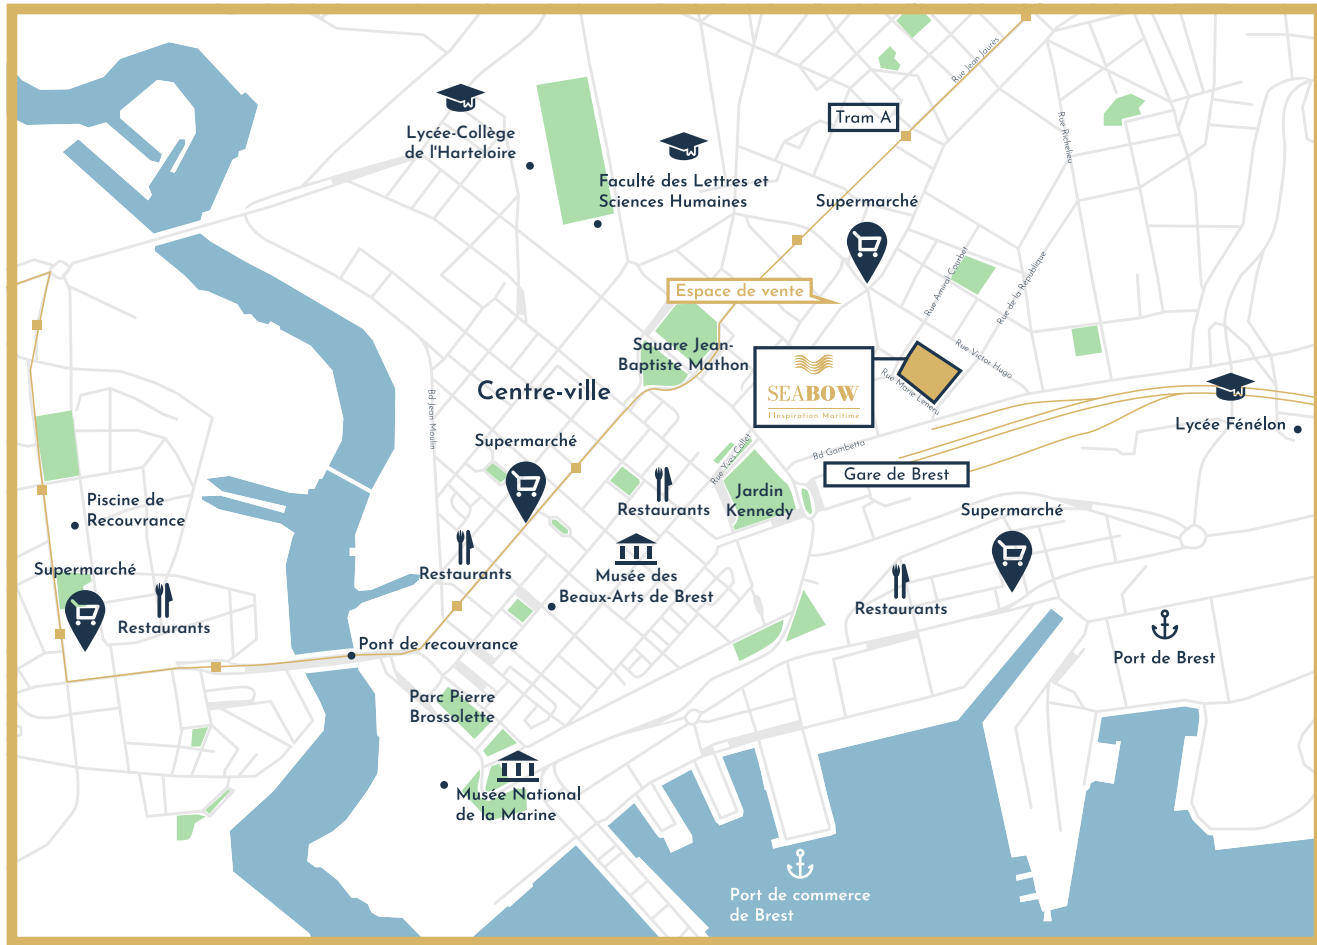 Rue Jean Jaurès
Tram A
Lycée-Collège
de l'Harteloire
Rue Richelieu
Faculté des Lettres et
Sciences Humaines
Supermarché
Rue Amiral Courbet
Rue de la République
Espace de vente
Square Jean-
Baptiste Mathon
Rue Victor Hugo
SEABOW
l'Inspiration Maritime
Rue Marie Lenéru
Centre-ville
Bd Jean Moulin
Lycée Fénélon
Supermarché
Rue Yves Collet
Bd Gambetta
Gare de Brest
Piscine de
Recouvrance
Jardin
Kennedy
Restaurants
Supermarché
Supermarché
Restaurants
Musée des
Beaux-Arts de Brest
Restaurants
Restaurants
Pont de recouvrance
Port de Brest
Parc Pierre
Brossolette
Musée National
de la Marine
Port de commerce
de Brest